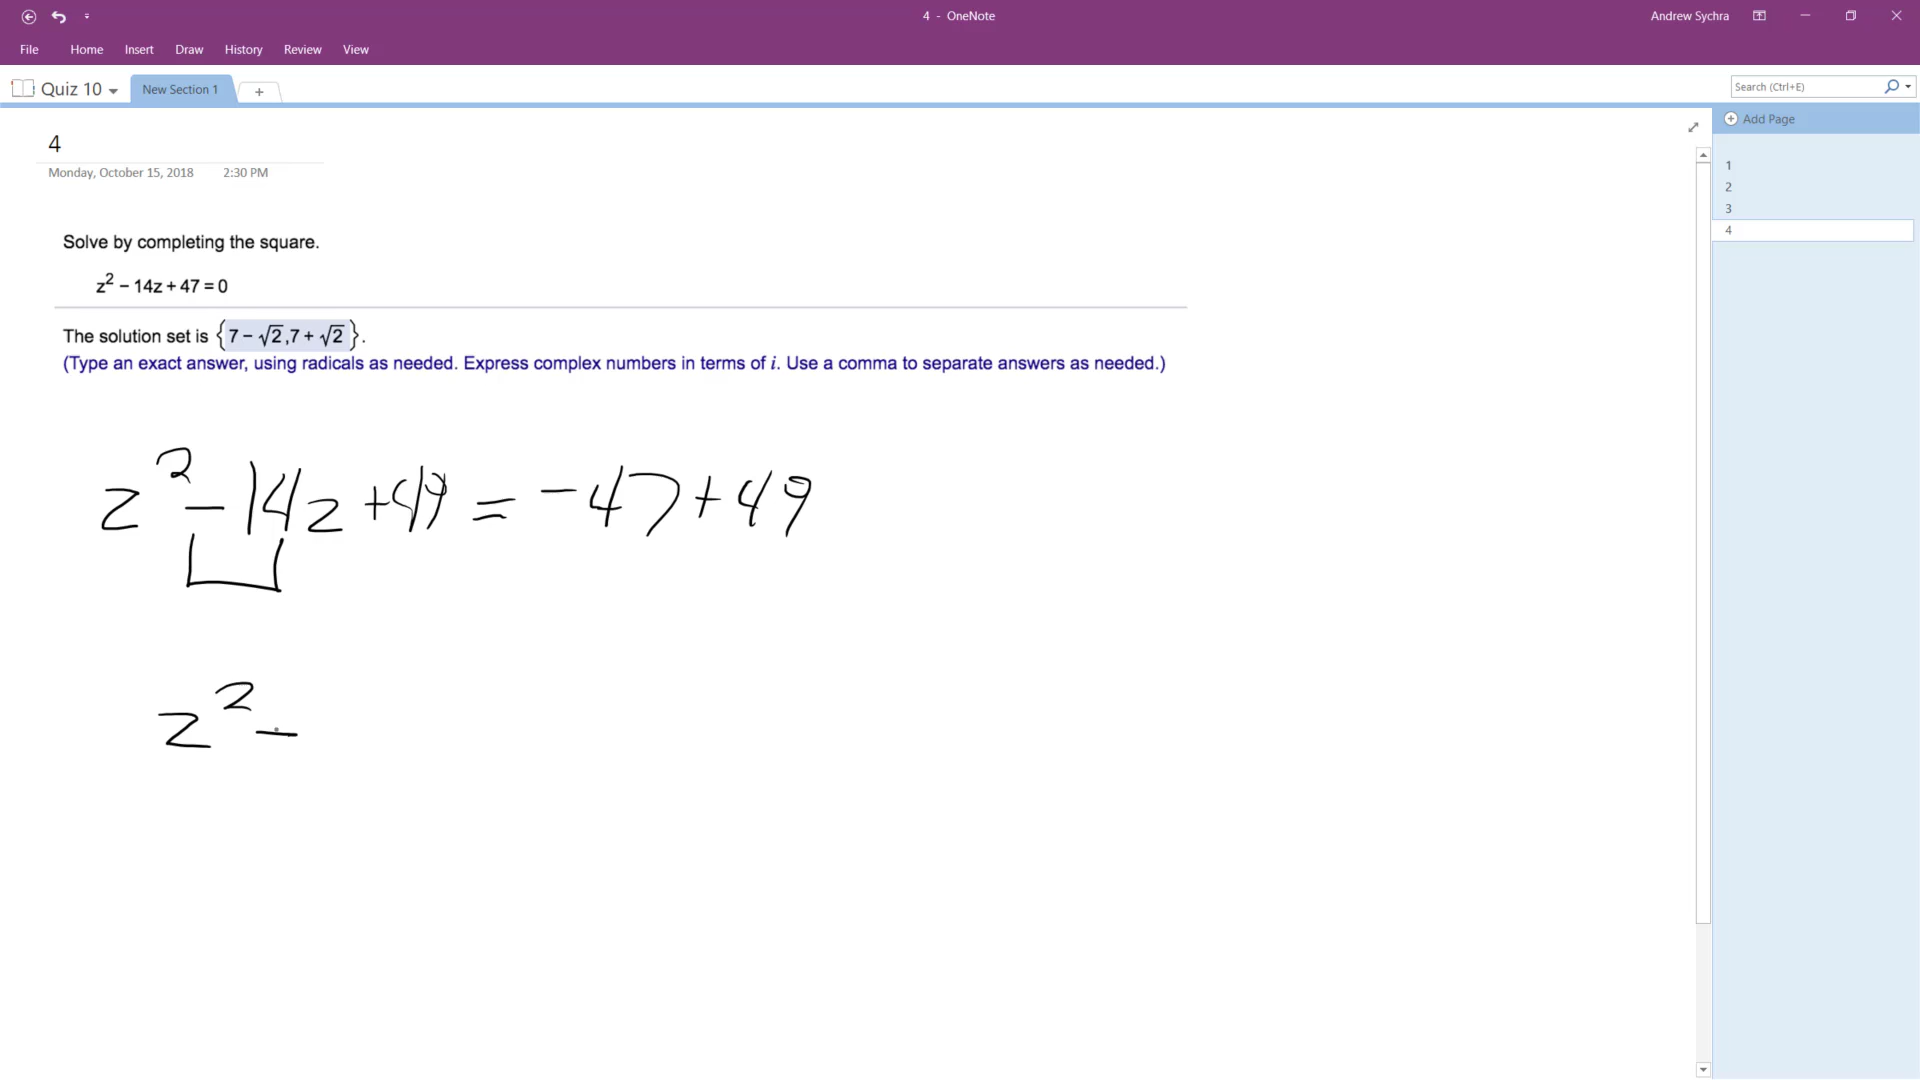 4 - OneNote
Andrew Sychra
File Home Insert Draw History Review View
Quiz 10
New Section 1
+
Search (Ctrl+E)
Add Page
1
2
3
4
4
Monday, October 15, 2018 2:30 PM
Solve by completing the square.
z² − 14z + 47 = 0
The solution set is {7 − √2, 7 + √2}.
(Type an exact answer, using radicals as needed. Express complex numbers in terms of i. Use a comma to separate answers as needed.)
z² − 14z + 49 = −47 + 49
z² −